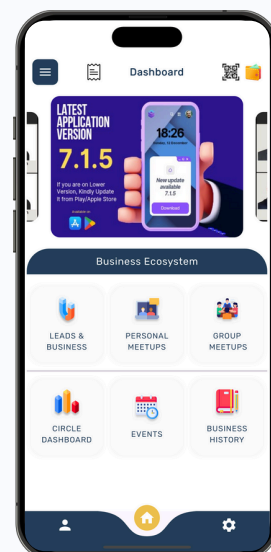 Dashboard
LATEST
APPLICATION
VERSION
7.1.5
If you are on Lower
Version, Kindly Update
It from Play/Apple Store
18:26
New update
available
7.1.5
Download
Business Ecosystem
LEADS &
BUSINESS
PERSONAL
MEETUPS
GROUP
MEETUPS
CIRCLE
DASHBOARD
EVENTS
BUSINESS
HISTORY